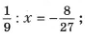 1/9 : x = -8/27 ;